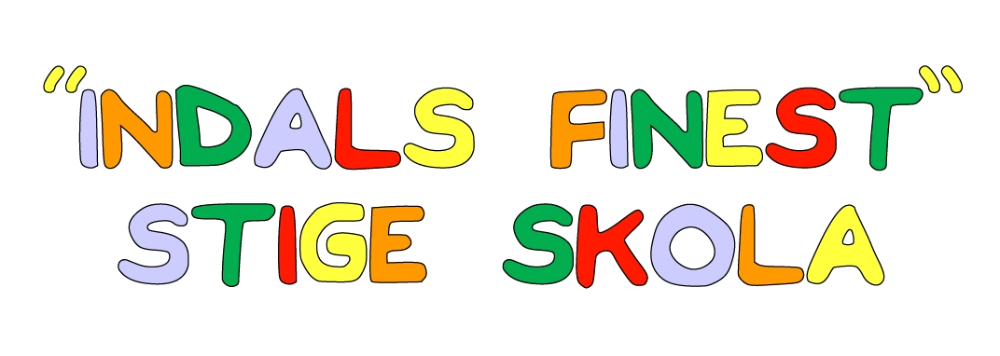 "INDALS FINEST"
STIGE SKOLA